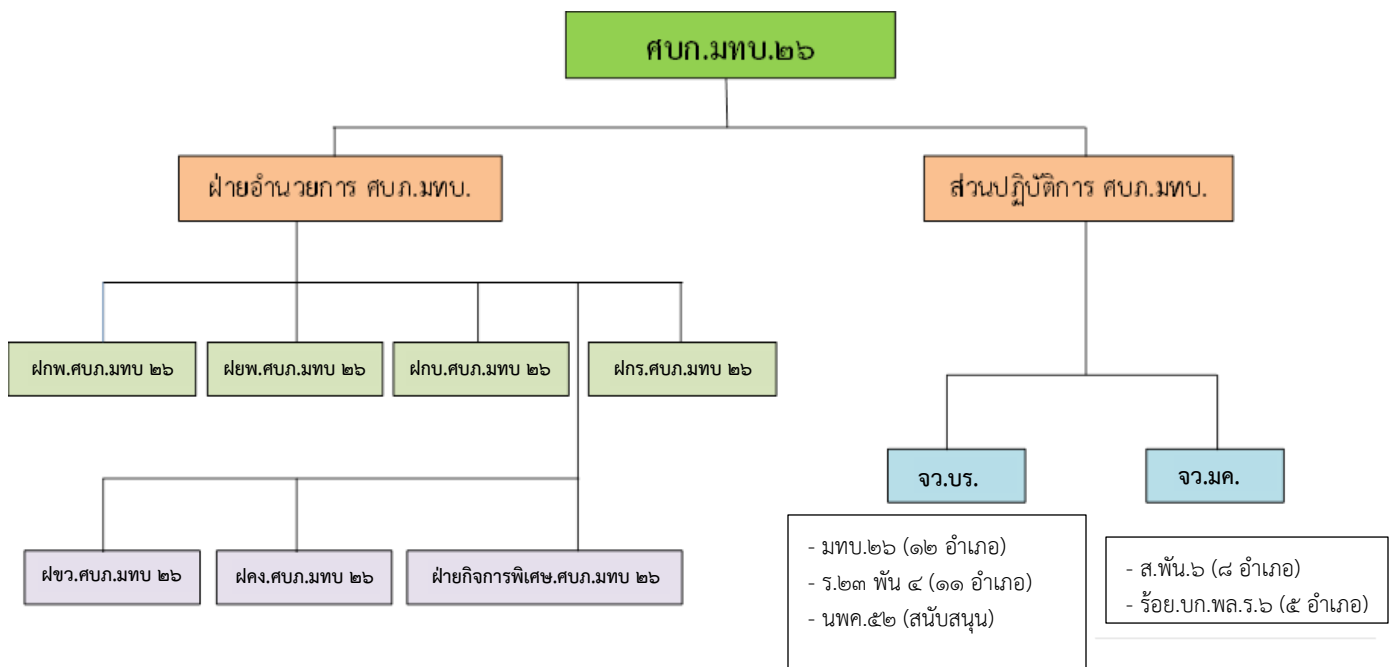 ศบก.มทบ.๒๖
ฝ่ายอำนวยการ ศบภ.มทบ.
ส่วนปฏิบัติการ ศบภ.มทบ.
ฝกพ.ศบภ.มทบ ๒๖
ฝยพ.ศบภ.มทบ ๒๖
ฝกบ.ศบภ.มทบ ๒๖
ฝกร.ศบภ.มทบ ๒๖
ฝขว.ศบภ.มทบ ๒๖
ฝคง.ศบภ.มทบ ๒๖
ฝ่ายกิจการพิเศษ.ศบภ.มทบ ๒๖
จว.บร.
- มทบ.๒๖ (๑๒ อำเภอ)
- ร.๒๓ พัน ๔ (๑๑ อำเภอ)
- นพค.๕๒ (สนับสนุน)
จว.มค.
- ส.พัน.๖ (๘ อำเภอ)
- ร้อย.บก.พล.ร.๖ (๕ อำเภอ)